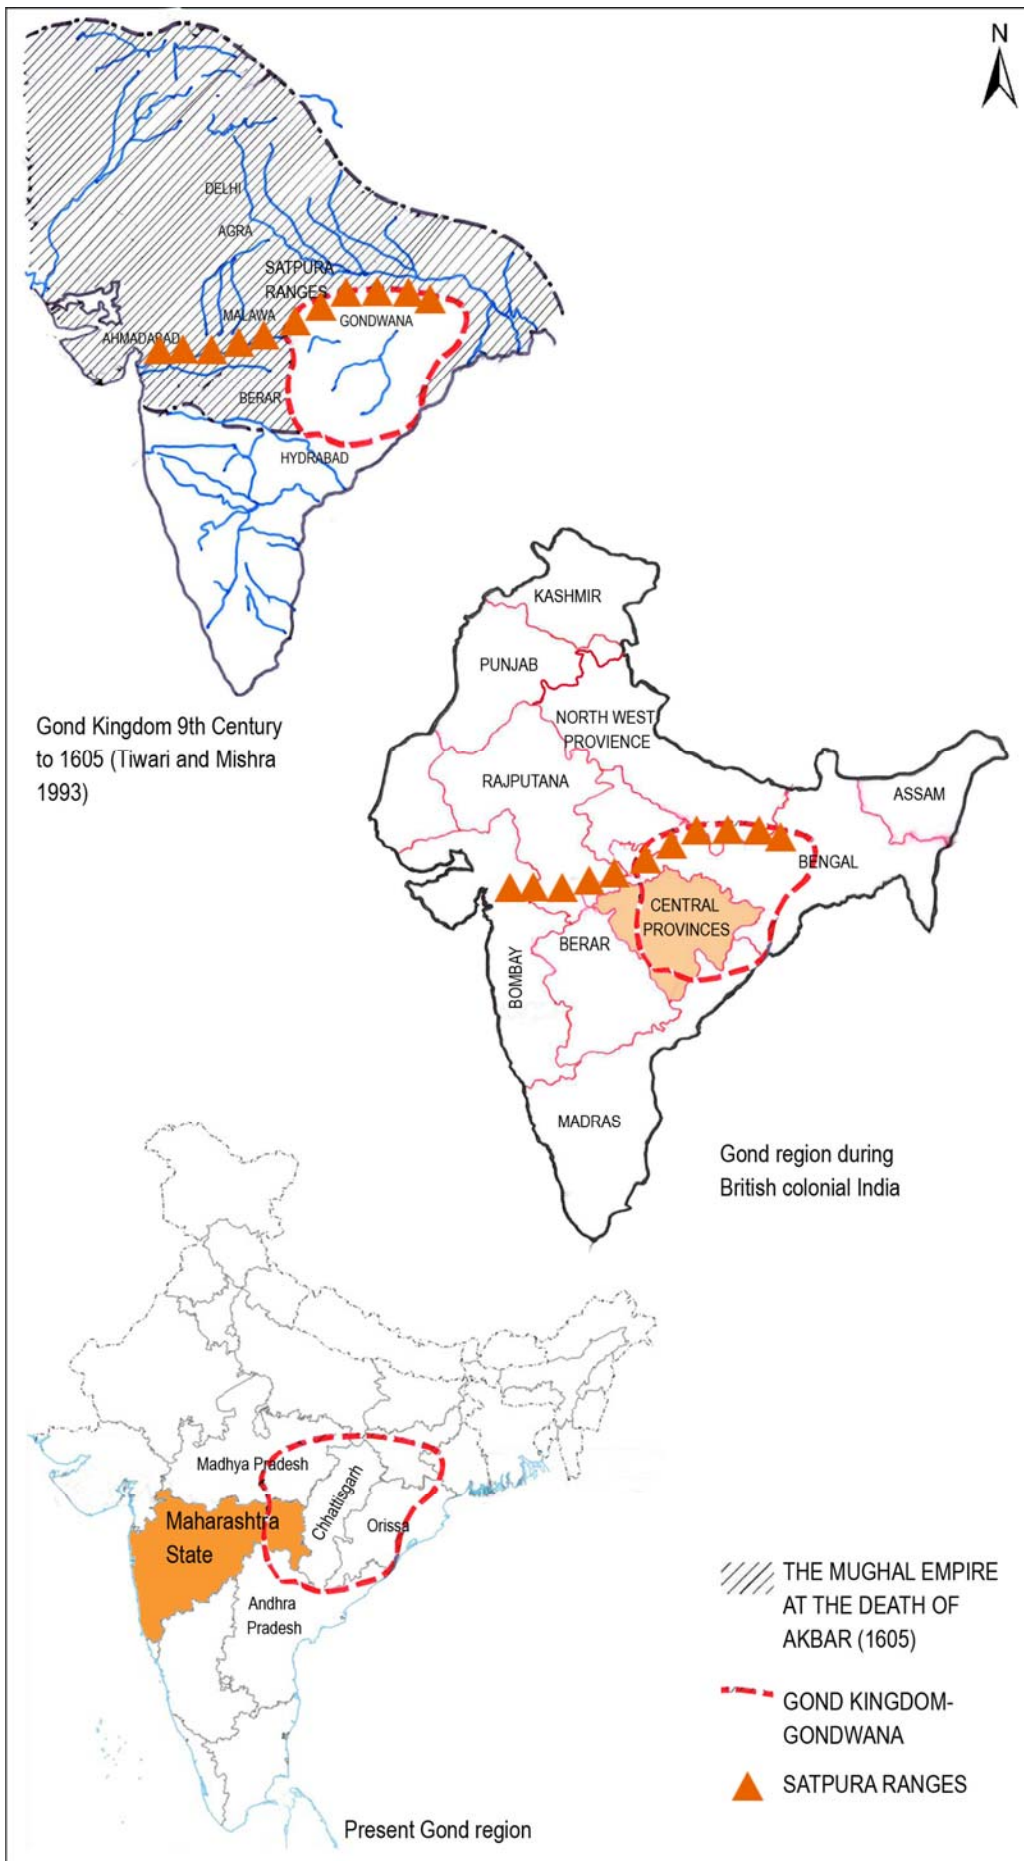 N
DELHI
AGRA
SATPURA
RANGES
MALAWA
GONDWANA
AHMADABAD
BERAR
HYDRABAD
Gond Kingdom 9th Century
to 1605 (Tiwari and Mishra
1993)
KASHMIR
PUNJAB
NORTH WEST
PROVIENCE
RAJPUTANA
ASSAM
BENGAL
CENTRAL
PROVINCES
BERAR
BOMBAY
MADRAS
Gond region during
British colonial India
Madhya Pradesh
Chhattisgarh
Maharashtra
State
Orissa
Andhra
Pradesh
Present Gond region
THE MUGHAL EMPIRE
AT THE DEATH OF
AKBAR (1605)
GOND KINGDOM-
GONDWANA
SATPURA RANGES